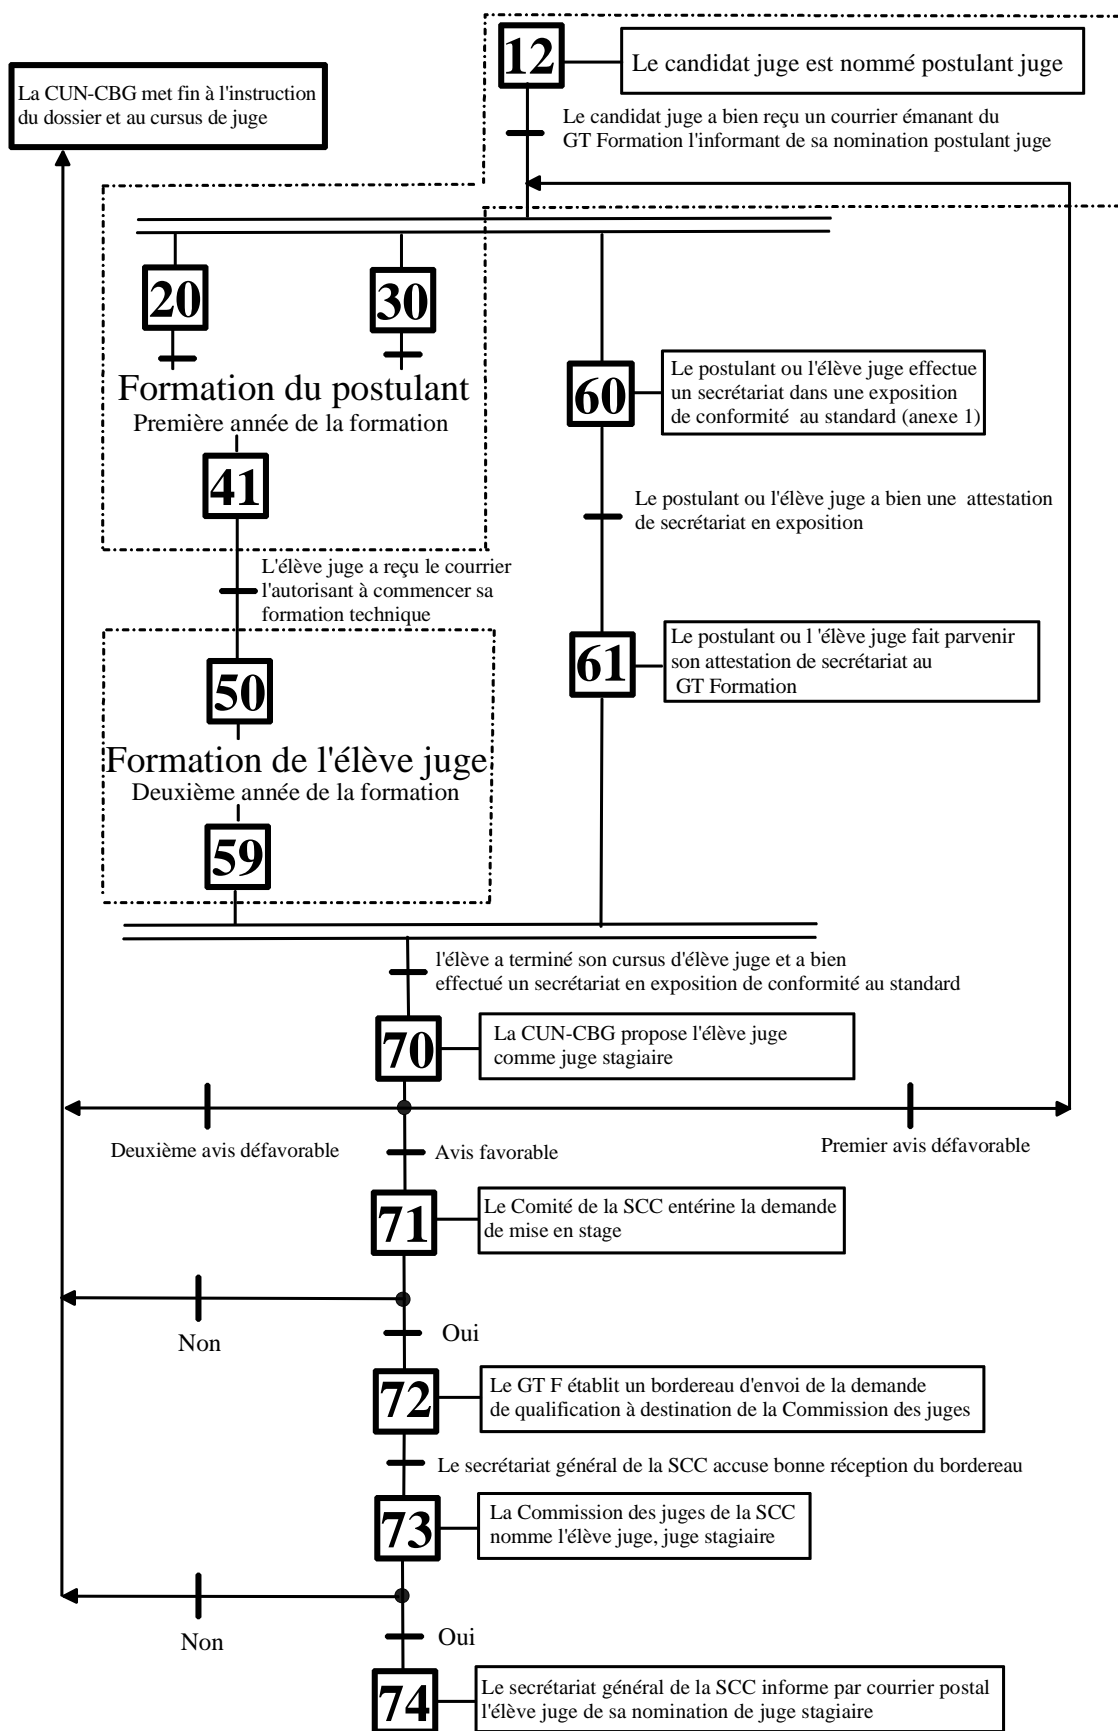 12
Le candidat juge est nommé postulant juge
La CUN-CBG met fin à l'instruction
du dossier et au cursus de juge
Le candidat juge a bien reçu un courrier émanant du
GT Formation l'informant de sa nomination postulant juge
20
30
Formation du postulant
Première année de la formation
41
60
Le postulant ou l'élève juge effectue
un secrétariat dans une exposition
de conformité au standard (anexe 1)
Le postulant ou l'élève juge a bien une attestation
de secrétariat en exposition
L'élève juge a reçu le courrier
l'autorisant à commencer sa
formation technique
61
Le postulant ou l 'élève juge fait parvenir
son attestation de secrétariat au
GT Formation
50
Formation de l'élève juge
Deuxième année de la formation
59
l'élève a terminé son cursus d'élève juge et a bien
effectué un secrétariat en exposition de conformité au standard
70
La CUN-CBG propose l'élève juge
comme juge stagiaire
Deuxième avis défavorable
Avis favorable
Premier avis défavorable
71
Le Comité de la SCC entérine la demande
de mise en stage
Non
Oui
72
Le GT F établit un bordereau d'envoi de la demande
de qualification à destination de la Commission des juges
Le secrétariat général de la SCC accuse bonne réception du bordereau
73
La Commission des juges de la SCC
nomme l'élève juge, juge stagiaire
Non
Oui
74
Le secrétariat général de la SCC informe par courrier postal
l'élève juge de sa nomination de juge stagiaire